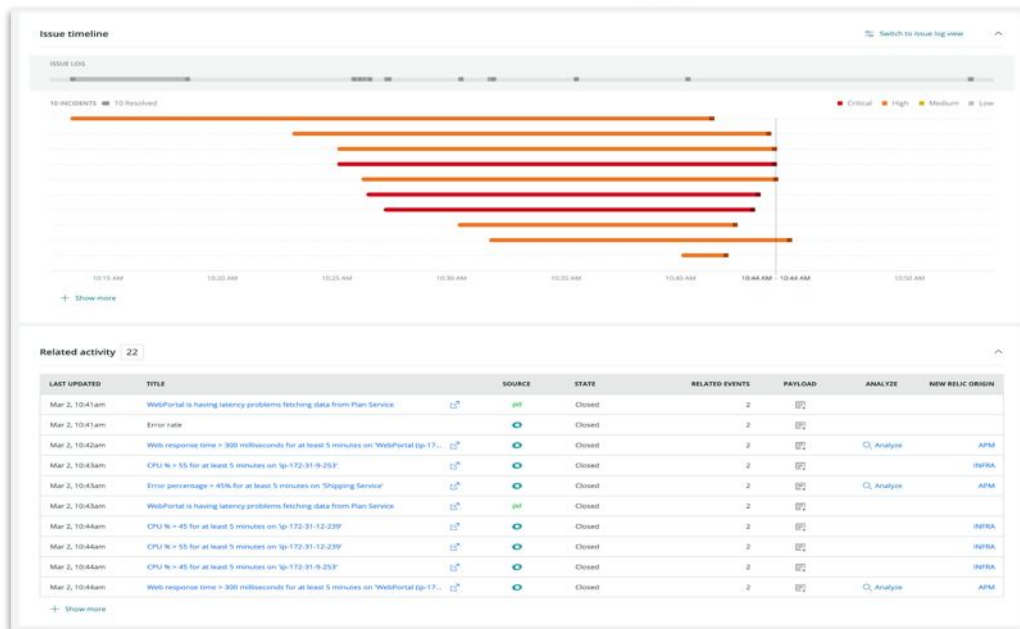 Issue timeline
Switch to issue log view
ISSUE LOG
10 INCIDENTS 10 Resolved
Critical High Medium Low
10:15 AM 10:20 AM 10:25 AM 10:30 AM 10:35 AM 10:40 AM 10:44 AM - 10:44 AM 10:50 AM
+ Show more
Related activity 22
LAST UPDATED TITLE SOURCE STATE RELATED EVENTS PAYLOAD ANALYZE NEW RELIC ORIGIN
Mar 2, 10:41am WebPortal is having latency problems fetching data from Plan Service pd Closed 2
Mar 2, 10:41am Error rate Closed 2
Mar 2, 10:42am Web response time > 300 milliseconds for at least 5 minutes on 'WebPortal (ip-17... Closed 2 Analyze APM
Mar 2, 10:43am CPU % > 55 for at least 5 minutes on 'ip-172-31-9-253' Closed 2 INFRA
Mar 2, 10:43am Error percentage > 45% for at least 5 minutes on 'Shipping Service' Closed 2 Analyze APM
Mar 2, 10:43am WebPortal is having latency problems fetching data from Plan Service pd Closed 2
Mar 2, 10:44am CPU % > 45 for at least 5 minutes on 'ip-172-31-12-239' Closed 2 INFRA
Mar 2, 10:44am CPU % > 55 for at least 5 minutes on 'ip-172-31-12-239' Closed 2 INFRA
Mar 2, 10:44am CPU % > 45 for at least 5 minutes on 'ip-172-31-9-253' Closed 2 INFRA
Mar 2, 10:44am Web response time > 300 milliseconds for at least 5 minutes on 'WebPortal (ip-17... Closed 2 Analyze APM
+ Show more